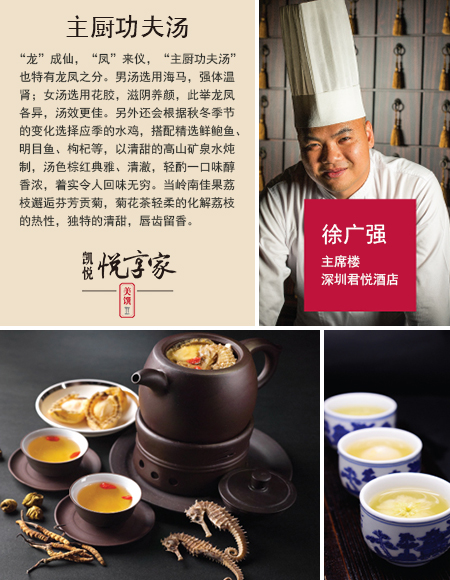 主厨功夫汤
“龙”成仙，“凤”来仪，“主厨功夫汤”
也特有龙凤之分。男汤选用海马，强体温
肾；女汤选用花胶，滋阴养颜，此举龙凤
各异，汤效更佳。另外还会根据秋冬季节
的变化选择应季的水鸡，搭配精选鲜鲍鱼、
明目鱼、枸杞等，以清甜的高山矿泉水炖
制，汤色棕红典雅、清澈，轻酌一口味醇
香浓，着实令人回味无穷。当岭南佳果荔
枝邂逅芬芳贡菊，菊花茶轻柔的化解荔枝
的热性，独特的清甜，唇齿留香。
凯悦 悦享家
美馔
徐广强
主席楼
深圳君悦酒店